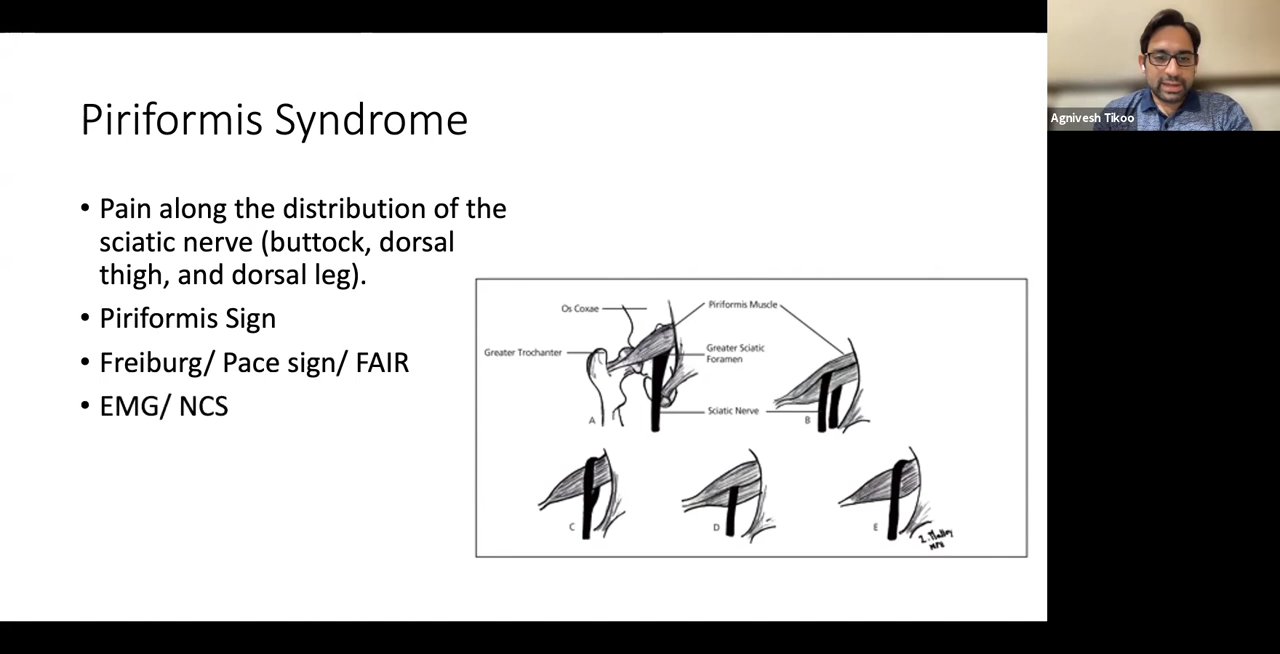 Piriformis Syndrome
• Pain along the distribution of the
sciatic nerve (buttock, dorsal
thigh, and dorsal leg).
• Piriformis Sign
• Freiburg/ Pace sign/ FAIR
• EMG/ NCS
Os Coxae
Piriformis Muscle
Greater Trochanter
Greater Sciatic
Foramen
Sciatic Nerve
A
B
C
D
E
Agnivesh Tikoo